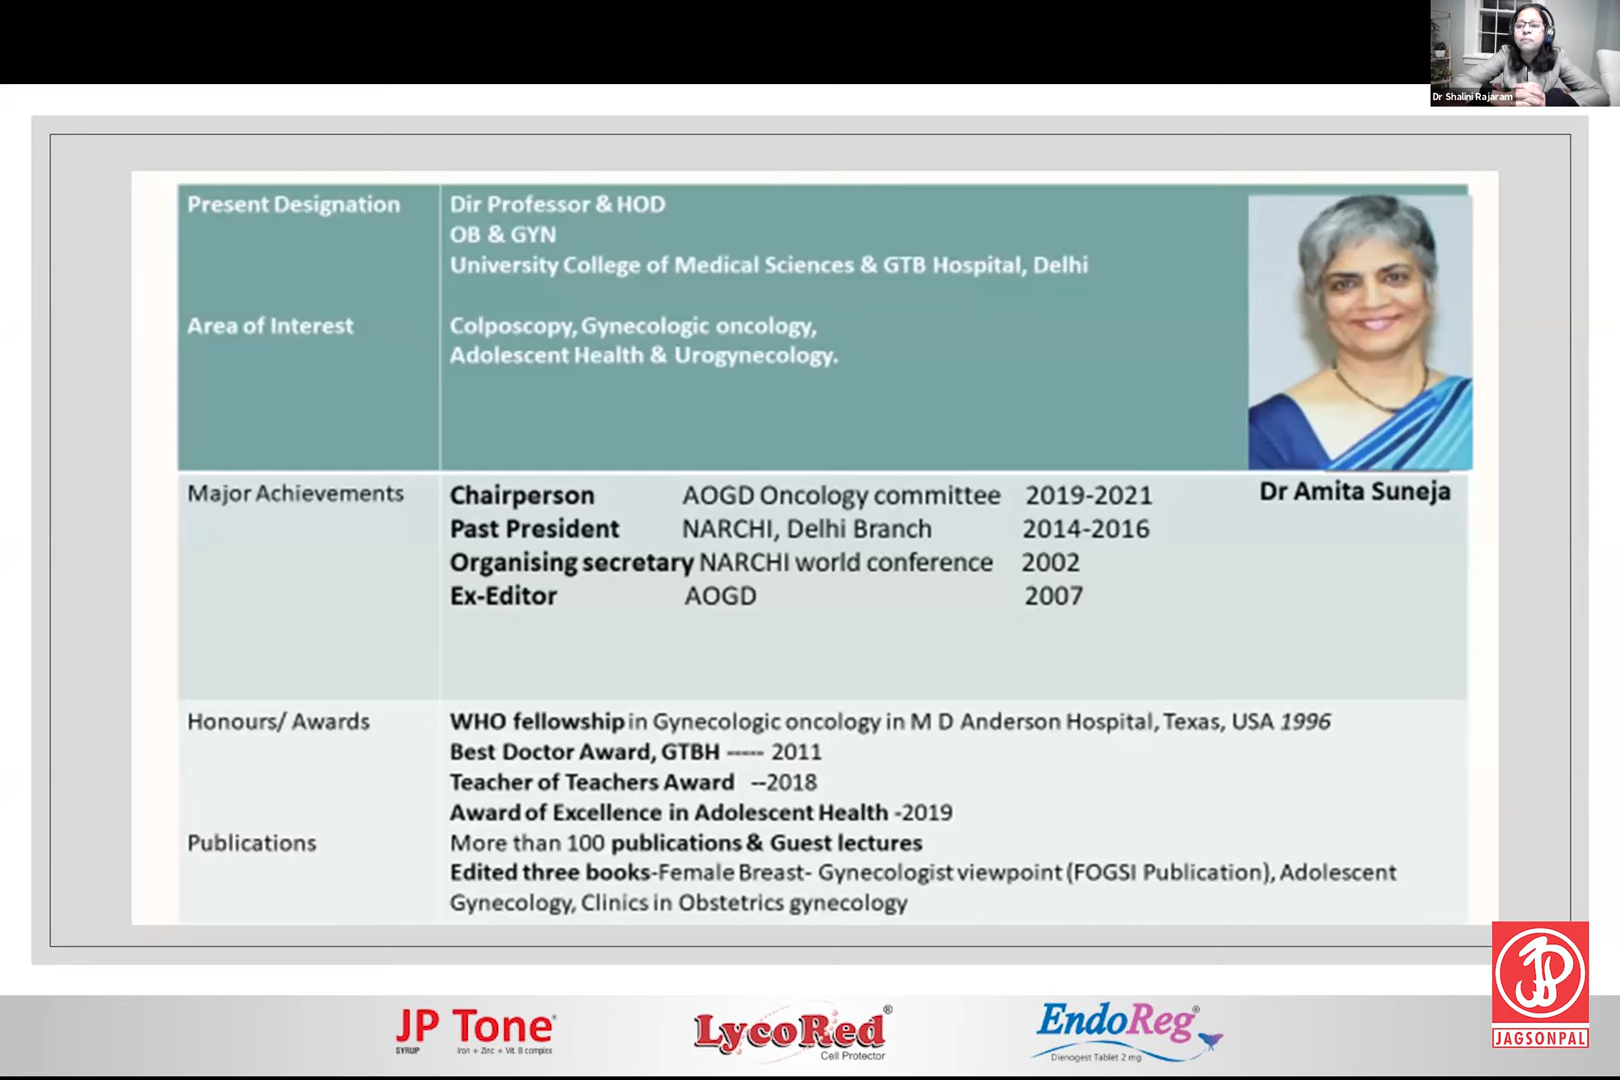 Dr Shalini Rajaram
Present Designation
Dir Professor & HOD
OB & GYN
University College of Medical Sciences & GTB Hospital, Delhi
Area of Interest
Colposcopy, Gynecologic oncology,
Adolescent Health & Urogynecology.
Dr Amita Suneja
Major Achievements
Chairperson AOGD Oncology committee 2019-2021
Past President NARCHI, Delhi Branch 2014-2016
Organising secretary NARCHI world conference 2002
Ex-Editor AOGD 2007
Honours/ Awards
WHO fellowship in Gynecologic oncology in M D Anderson Hospital, Texas, USA 1996
Best Doctor Award, GTBH ----- 2011
Teacher of Teachers Award --2018
Award of Excellence in Adolescent Health -2019
Publications
More than 100 publications & Guest lectures
Edited three books-Female Breast- Gynecologist viewpoint (FOGSI Publication), Adolescent
Gynecology, Clinics in Obstetrics gynecology
JP Tone
SYRUP Iron + Zinc + Vit. B complex
LycoRed®
Cell Protector
EndoReg®
Dienogest Tablet 2 mg
JAGSONPAL